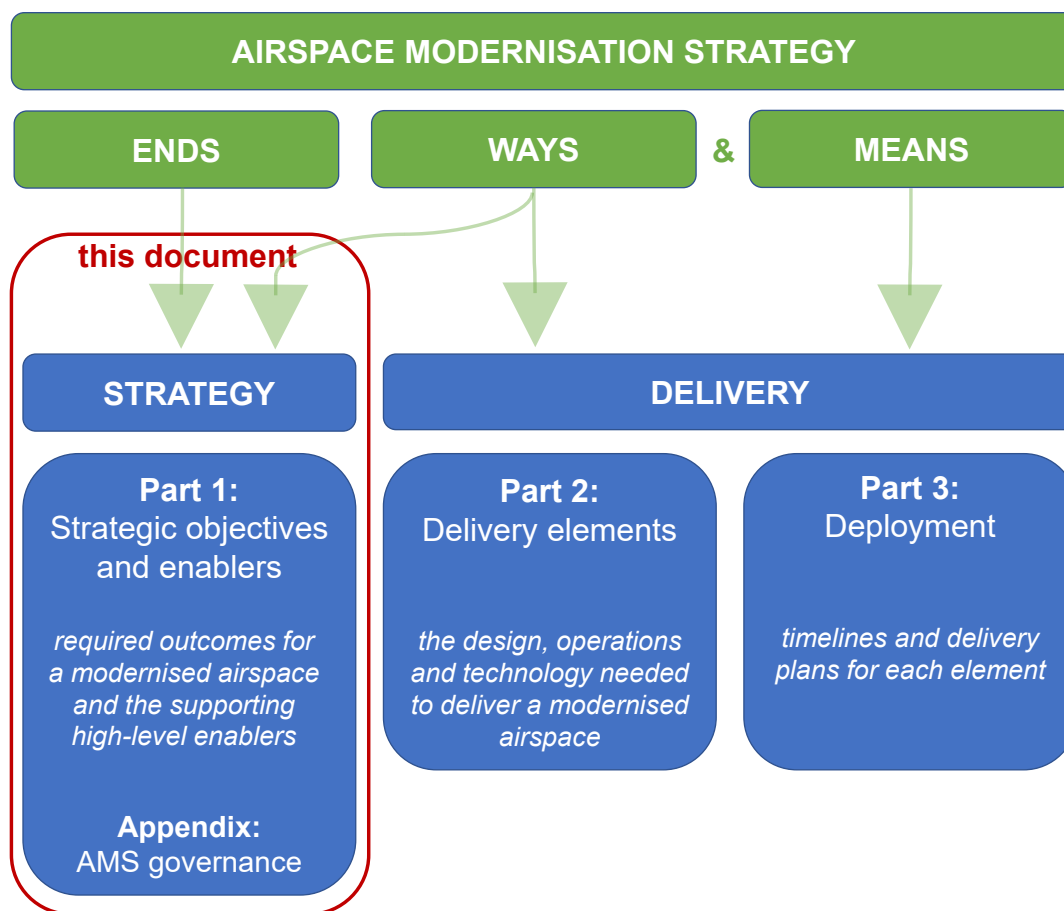 AIRSPACE MODERNISATION STRATEGY
ENDS
WAYS
&
MEANS
this document
STRATEGY
DELIVERY
Part 1:
Strategic objectives
and enablers
required outcomes for
a modernised airspace
and the supporting
high-level enablers
Appendix:
AMS governance
Part 2:
Delivery elements
the design, operations
and technology needed
to deliver a modernised
airspace
Part 3:
Deployment
timelines and delivery
plans for each element